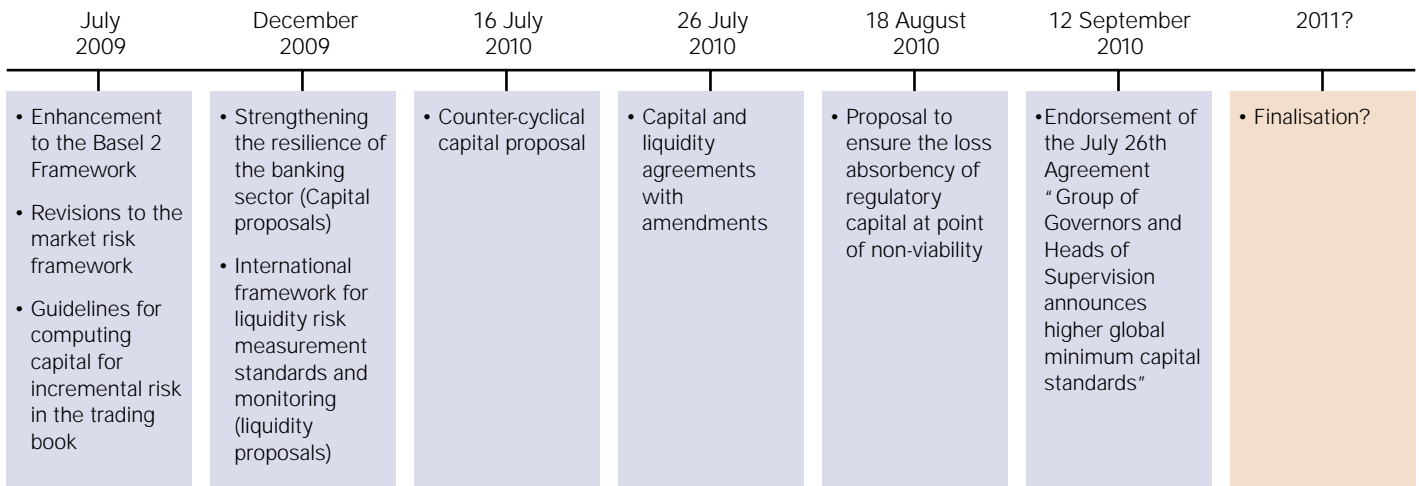 July
2009
December
2009
16 July
2010
26 July
2010
18 August
2010
12 September
2010
2011?
• Enhancement
to the Basel 2
Framework
• Revisions to the
market risk
framework
• Guidelines for
computing
capital for
incremental risk
in the trading
book
• Strengthening
the resilience of
the banking
sector (Capital
proposals)
• International
framework for
liquidity risk
measurement
standards and
monitoring
(liquidity
proposals)
• Counter-cyclical
capital proposal
• Capital and
liquidity
agreements
with
amendments
• Proposal to
ensure the loss
absorbency of
regulatory
capital at point
of non-viability
•Endorsement of
the July 26th
Agreement
"Group of
Governors and
Heads of
Supervision
announces
higher global
minimum capital
standards"
• Finalisation?